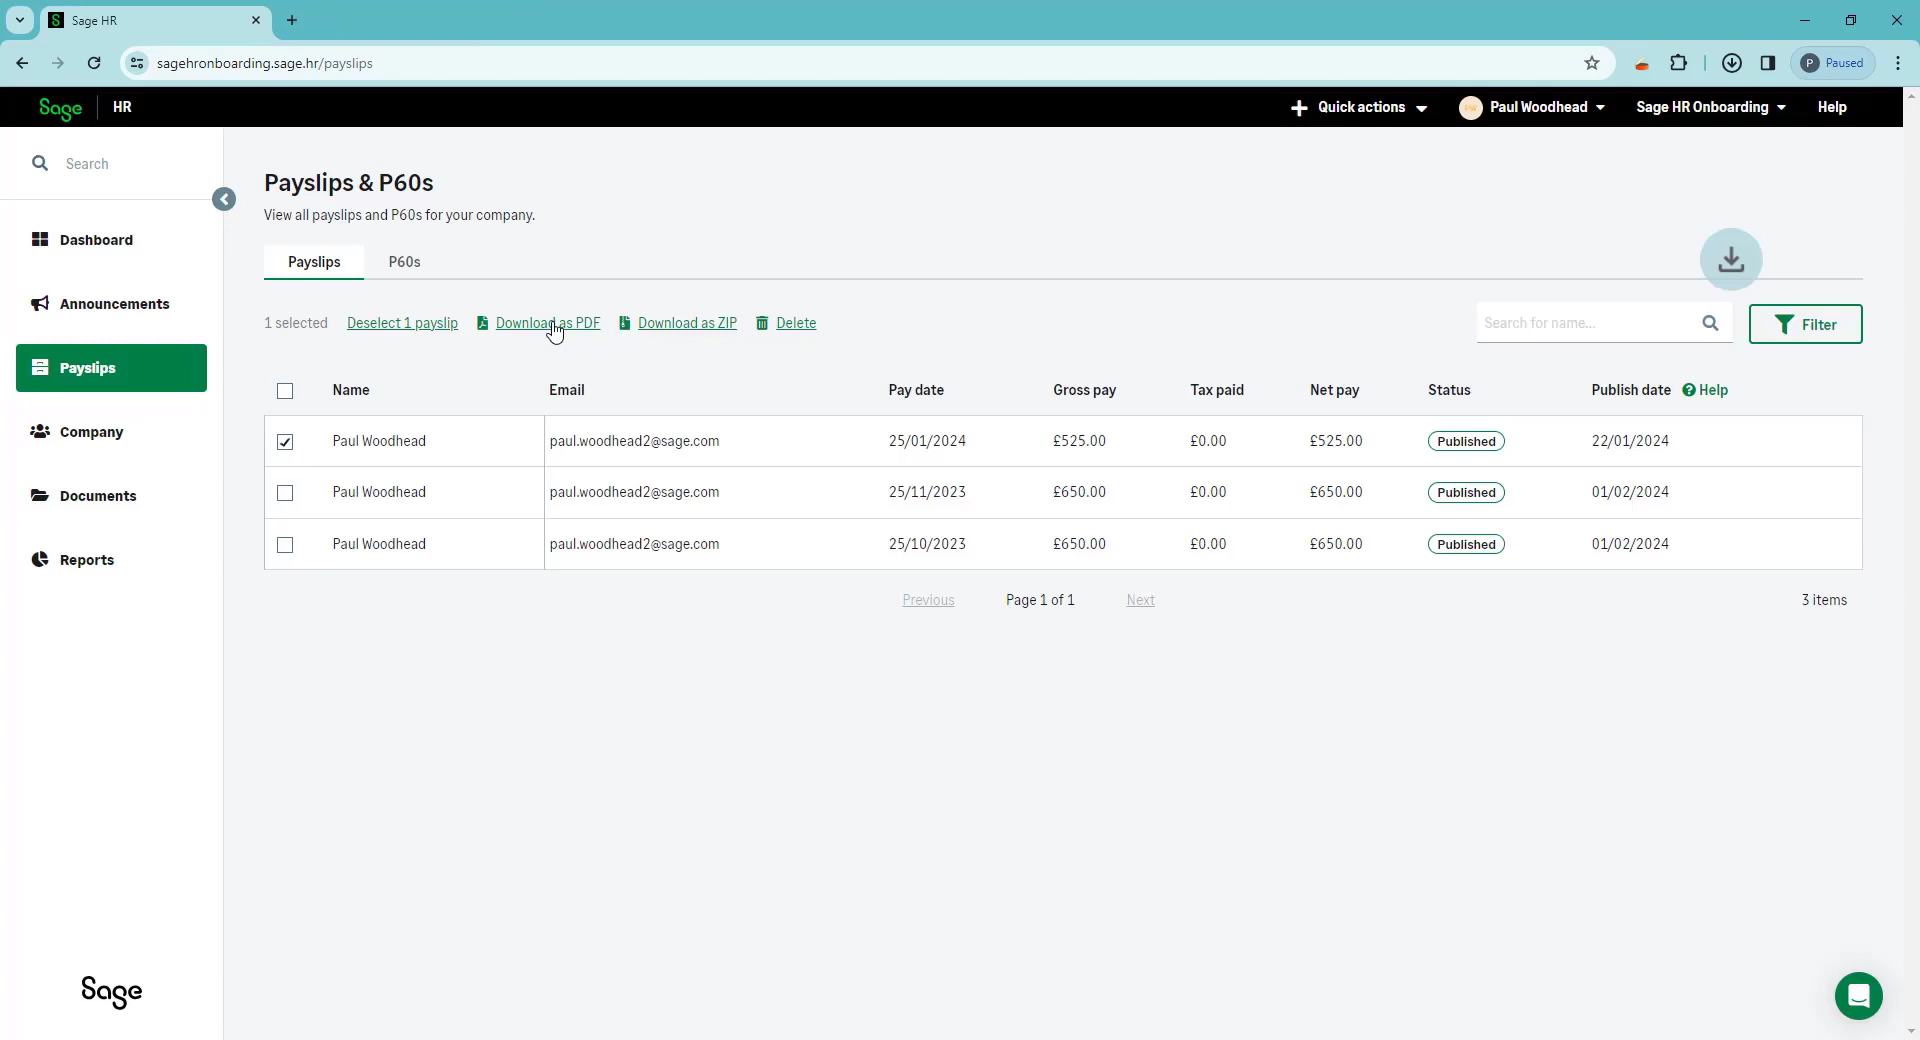 Sage HR
sagehronboarding.sage.hr/payslips
P Paused
Sage HR Quick actions PW Paul Woodhead Sage HR Onboarding Help
Search
Payslips & P60s
View all payslips and P60s for your company.
Dashboard
Payslips P60s
Announcements
1 selected Deselect 1 payslip Download as PDF Download as ZIP Delete Search for name... Filter
Payslips
Name Email Pay date Gross pay Tax paid Net pay Status Publish date Help
Company
Paul Woodhead paul.woodhead2@sage.com 25/01/2024 £525.00 £0.00 £525.00 Published 22/01/2024
Documents
Paul Woodhead paul.woodhead2@sage.com 25/11/2023 £650.00 £0.00 £650.00 Published 01/02/2024
Paul Woodhead paul.woodhead2@sage.com 25/10/2023 £650.00 £0.00 £650.00 Published 01/02/2024
Reports
Previous Page 1 of 1 Next 3 items
Sage